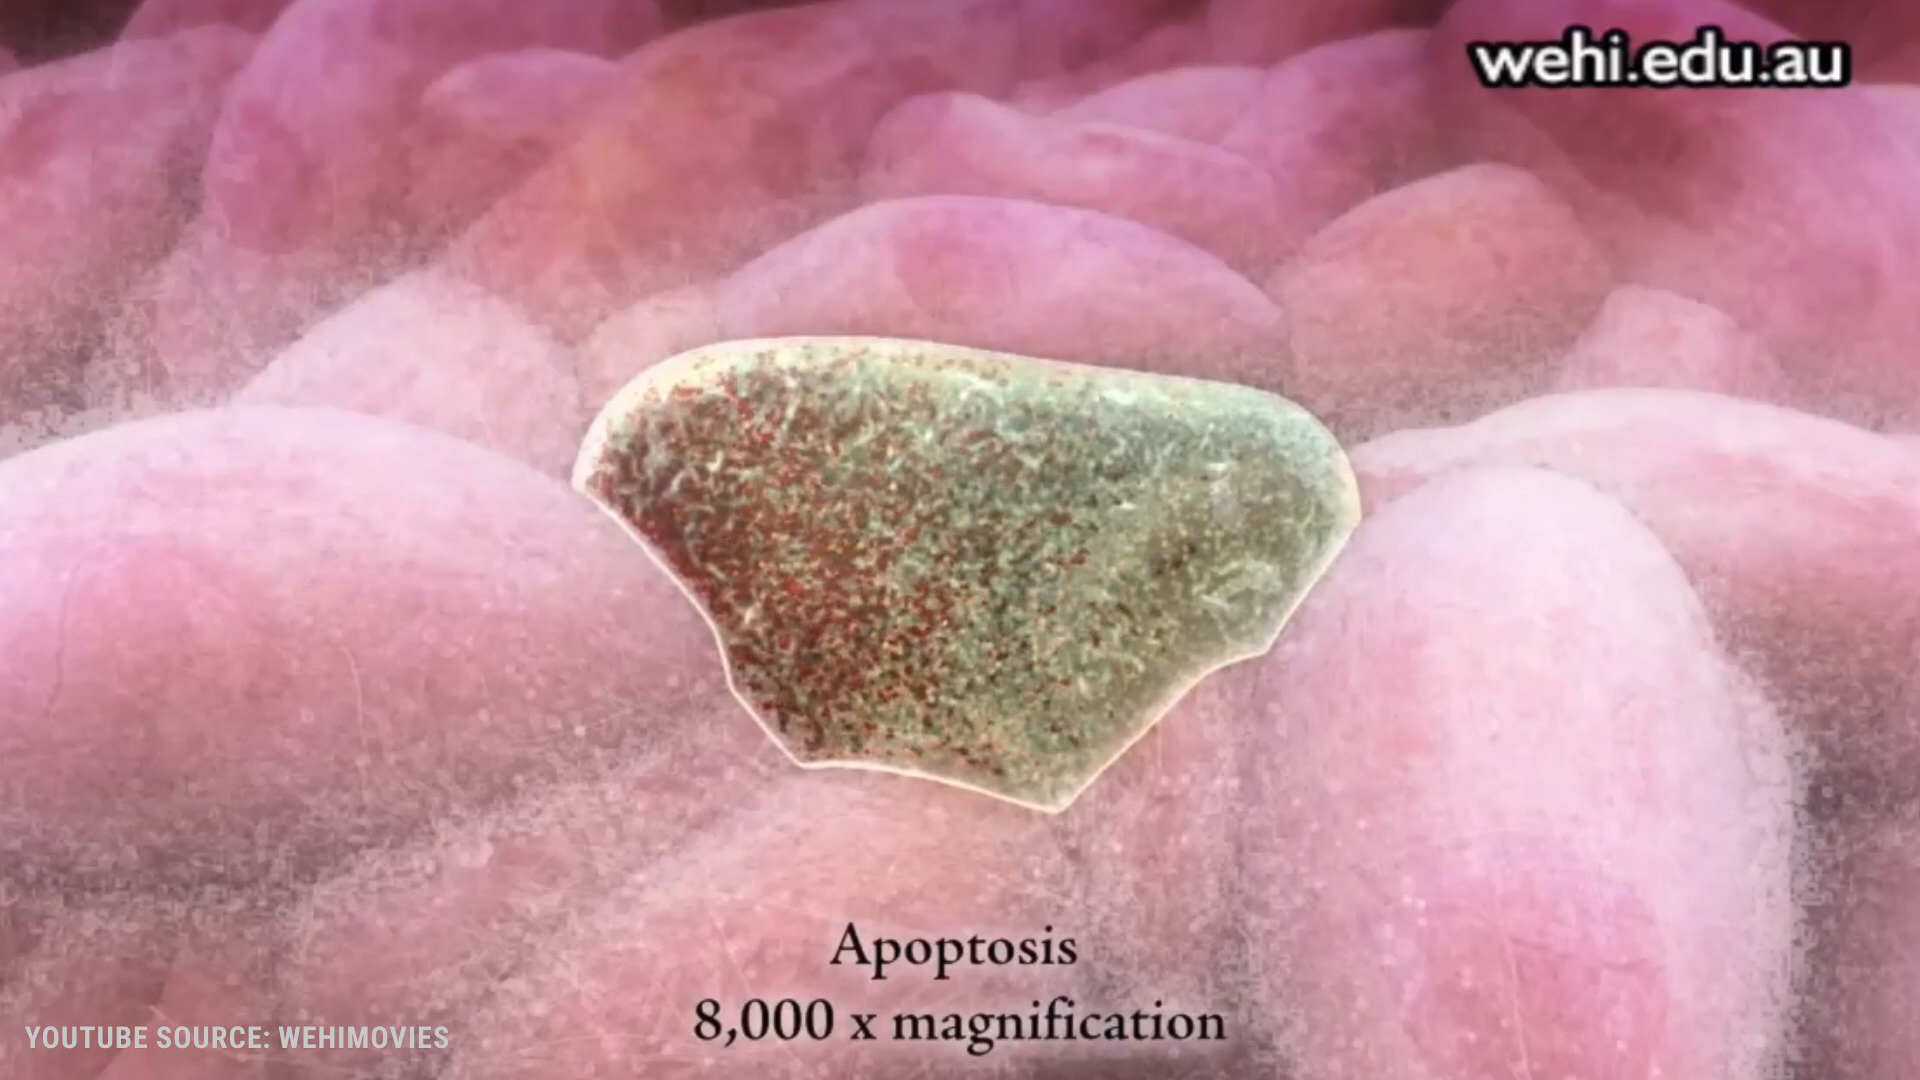 wehi.edu.au
Apoptosis
8,000 x magnification
YOUTUBE SOURCE: WEHIMOVIES